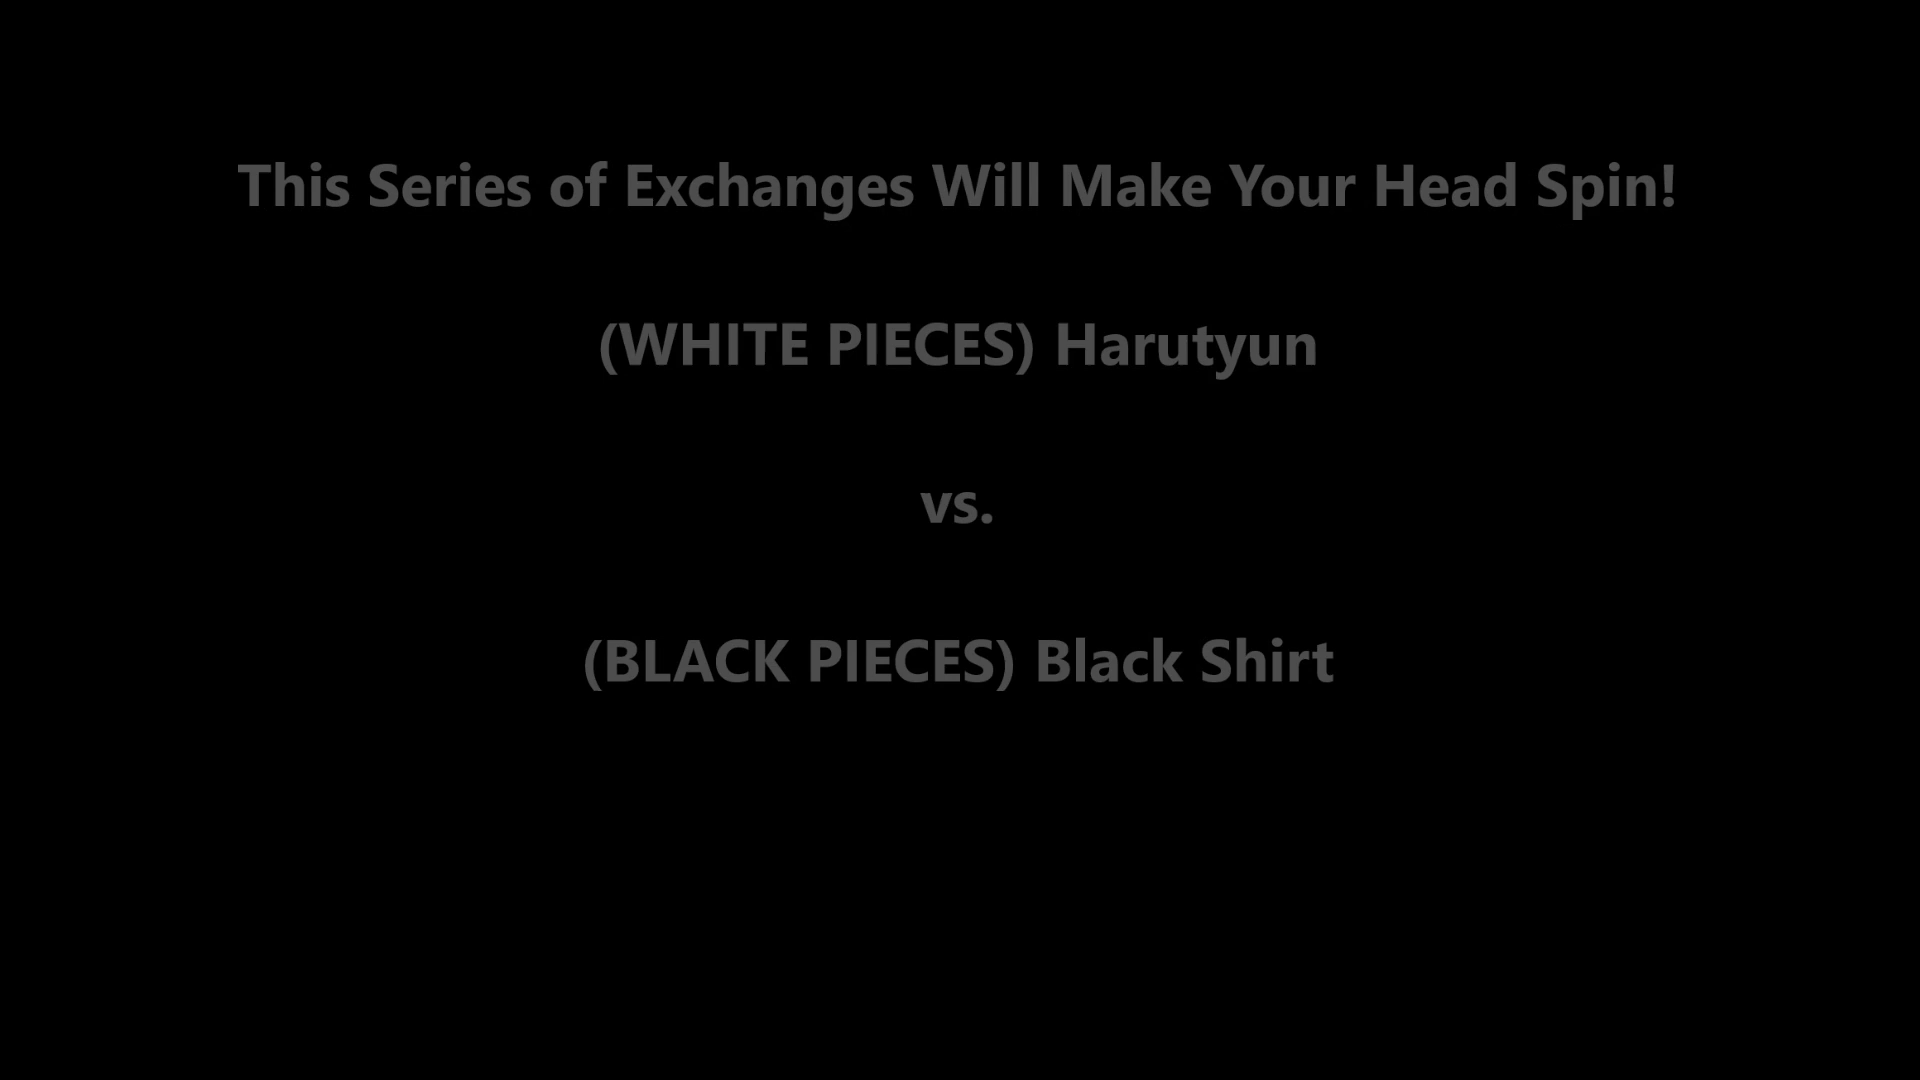 This Series of Exchanges Will Make Your Head Spin!
(WHITE PIECES) Harutyun
vs.
(BLACK PIECES) Black Shirt